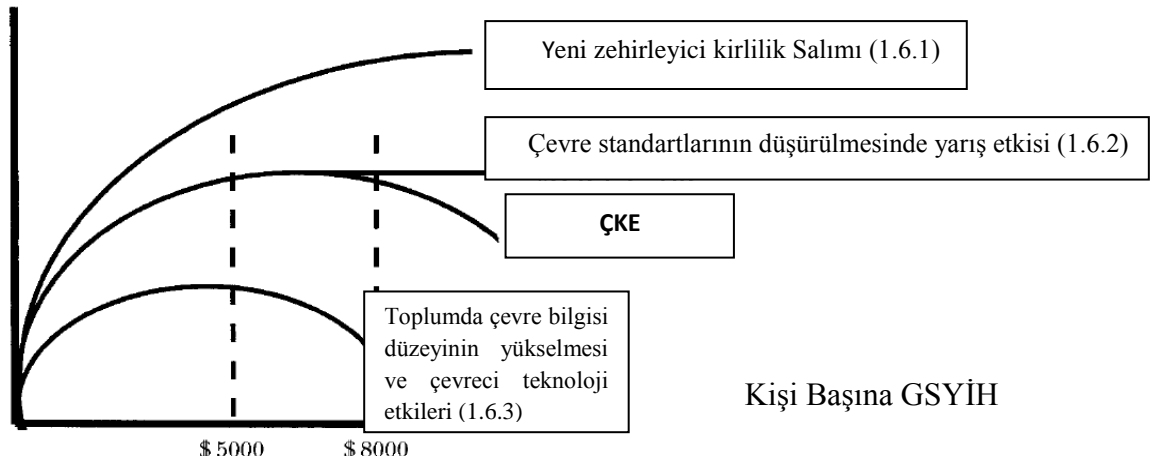 Yeni zehirleyici kirlilik Salımı (1.6.1)
Çevre standartlarının düşürülmesinde yarış etkisi (1.6.2)
ÇKE
Toplumda çevre bilgisi
düzeyinin yükselmesi
ve çevreci teknoloji
etkileri (1.6.3)
Kişi Başına GSYİH
$5000
$8000